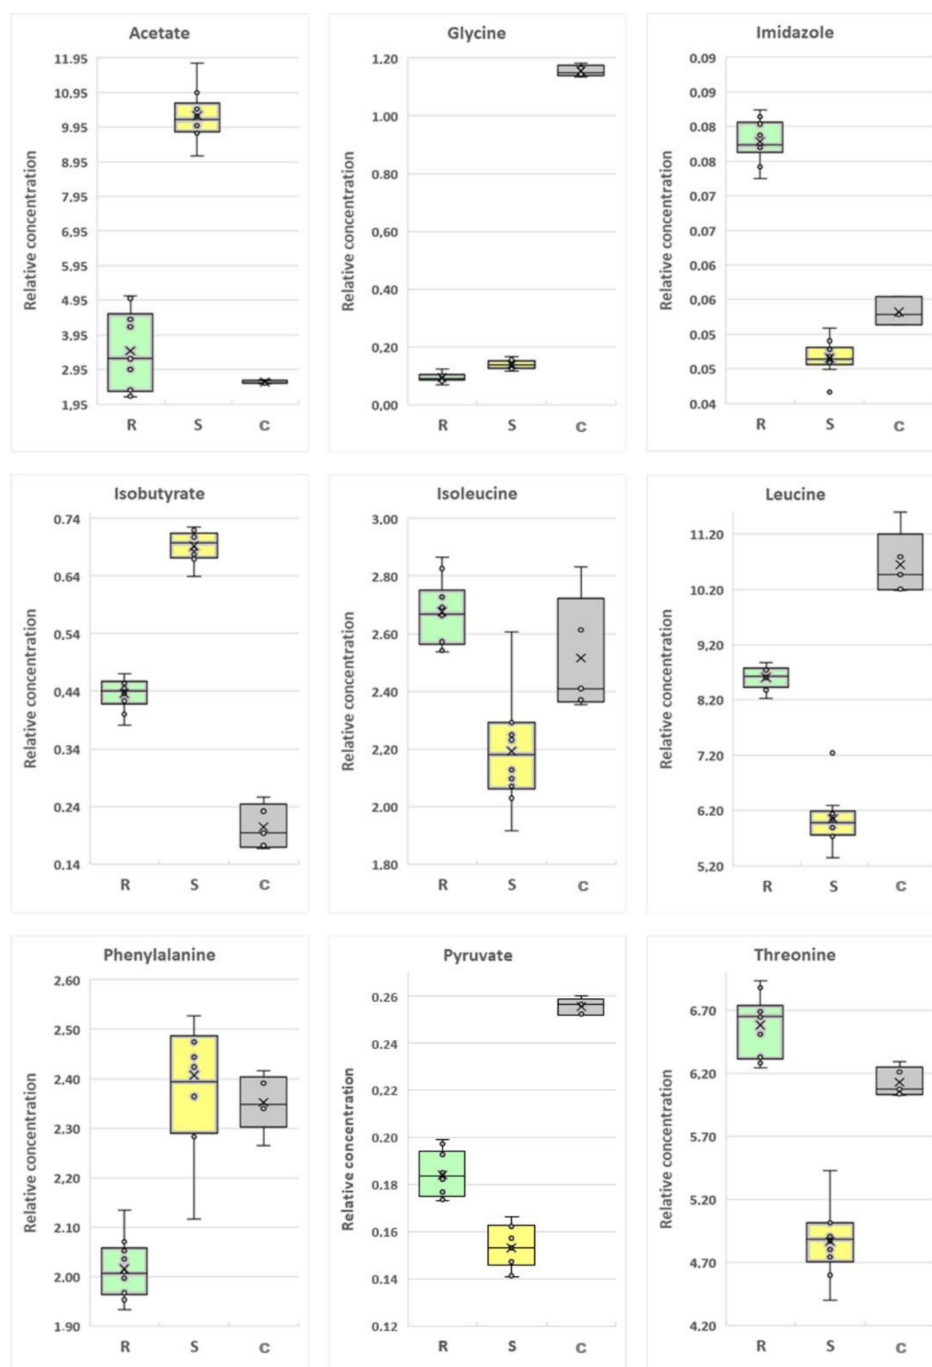 Acetate
Relative concentration
11.95
10.95
9.95
8.95
7.95
6.95
5.95
4.95
3.95
2.95
1.95
R S C
Glycine
Relative concentration
1.20
1.00
0.80
0.60
0.40
0.20
0,00
R S C
Imidazole
Relative concentration
0.09
0.09
0.08
0.08
0.07
0.07
0.06
0.06
0.05
0.05
0.04
R S C
Isobutyrate
Relative concentration
0.74
0.64
0.54
0.44
0.34
0.24
0.14
R S C
Isoleucine
Relative concentration
3.00
2.80
2.60
2.40
2.20
2.00
1.80
R S C
Leucine
Relative concentration
11.20
10.20
9.20
8.20
7.20
6.20
5,20
R S C
Phenylalanine
Relative concentration
2.60
2.50
2.40
2.30
2.20
2.10
2.00
1.90
R S C
Pyruvate
Relative concentration
0.26
0.24
0.22
0.20
0.18
0.16
0.14
0.12
R S C
Threonine
Relative concentration
6.70
6.20
5.70
5.20
4.70
4.20
R S C